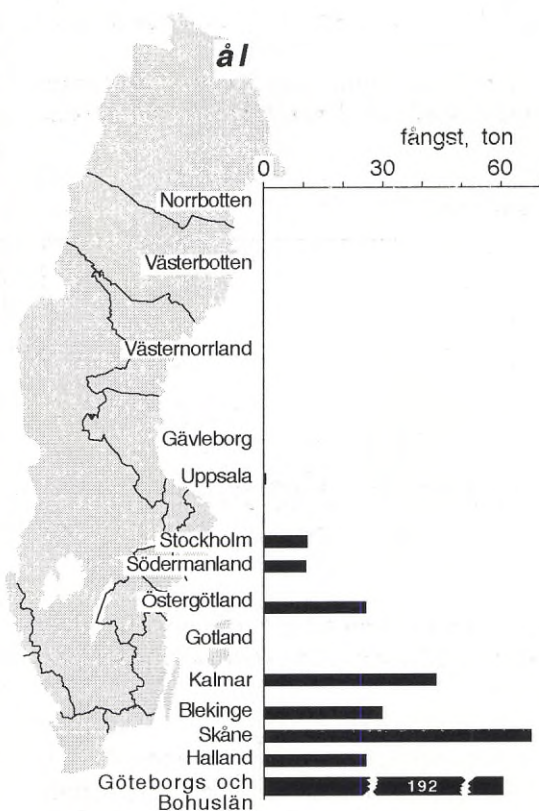 ål
fångst, ton
0 30 60
Norrbotten
Västerbotten
Västernorrland
Gävleborg
Uppsala
Stockholm
Södermanland
Östergötland
Gotland
Kalmar
Blekinge
Skåne
Halland
Göteborgs och
Bohuslän
192